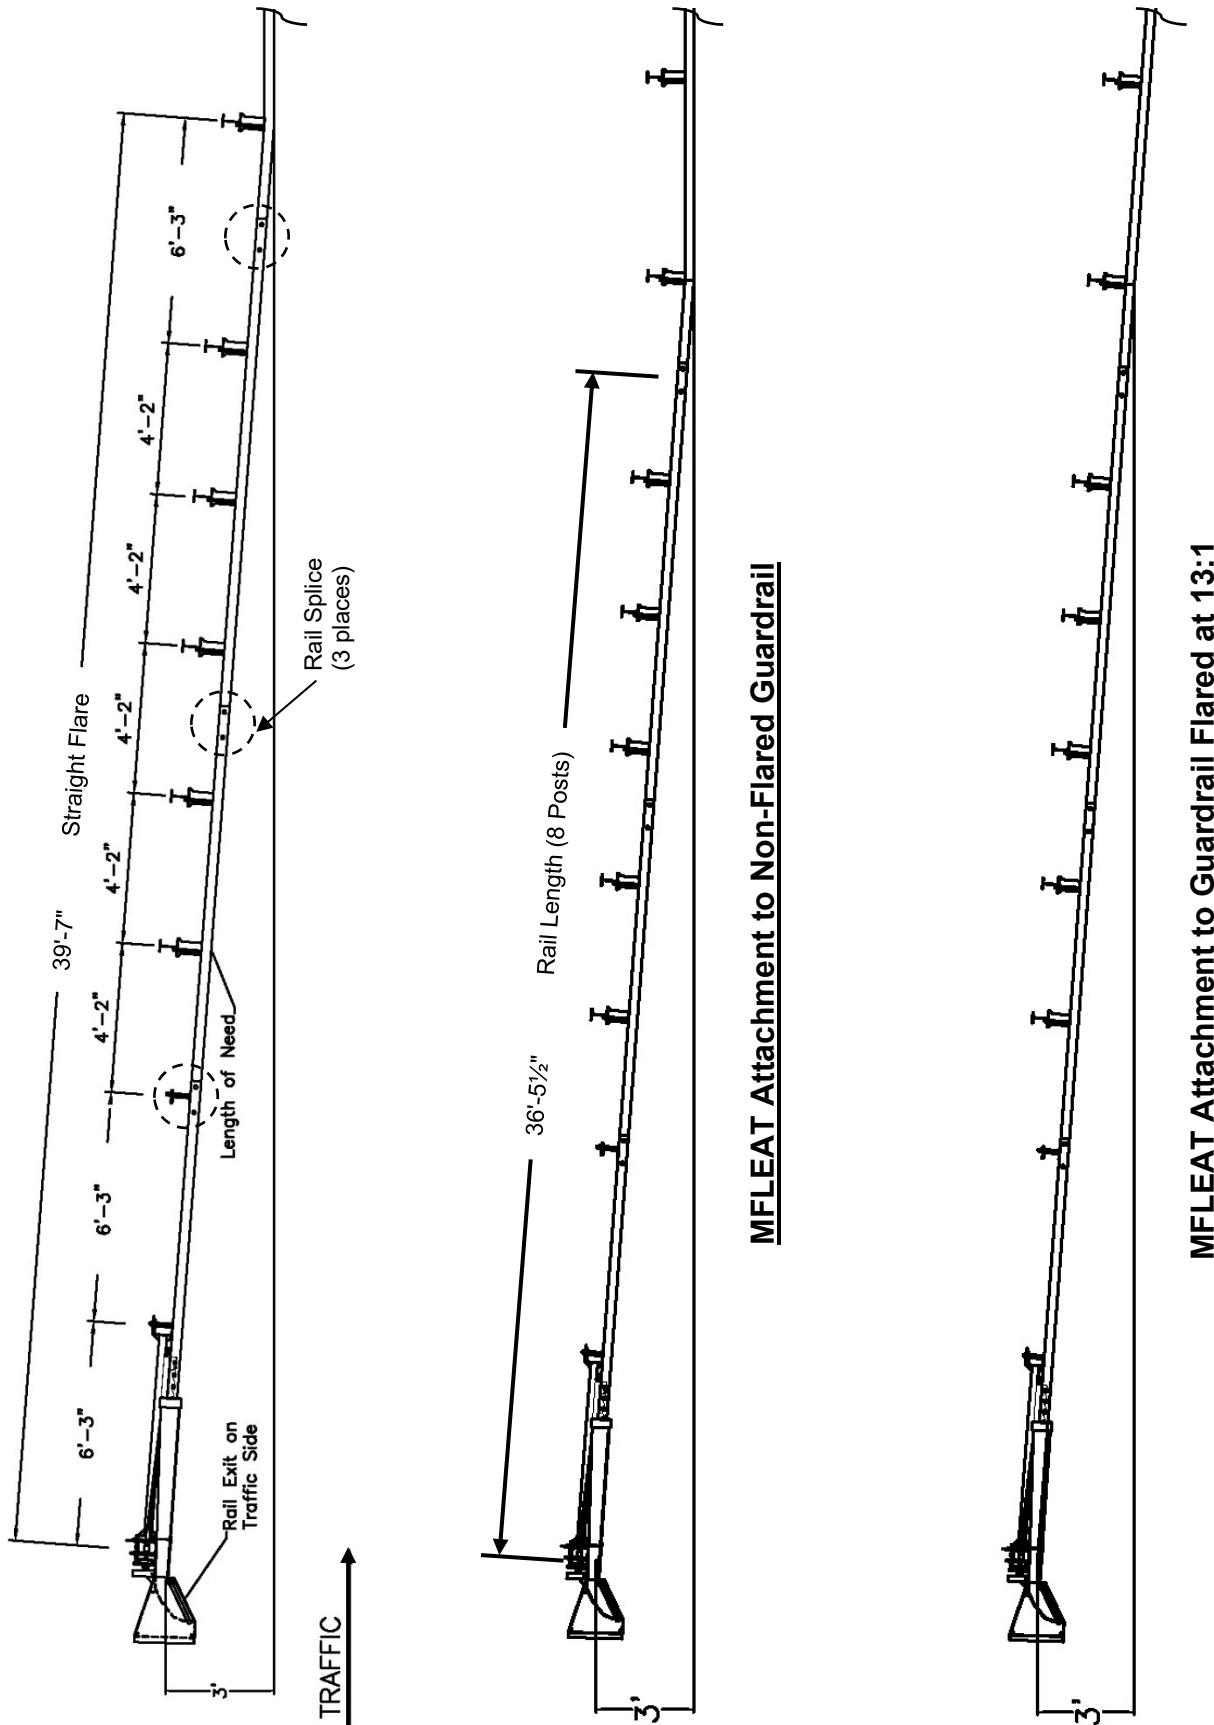 39'-7"
Straight Flare
6'-3"
6'-3"
4'-2"
4'-2"
4'-2"
4'-2"
4'-2"
6'-3"
Rail Exit on
Traffic Side
Length of Need
Rail Splice
(3 places)
3'
TRAFFIC
36'-5½"
Rail Length (8 Posts)
3'
MFLEAT Attachment to Non-Flared Guardrail
3'
MFLEAT Attachment to Guardrail Flared at 13:1